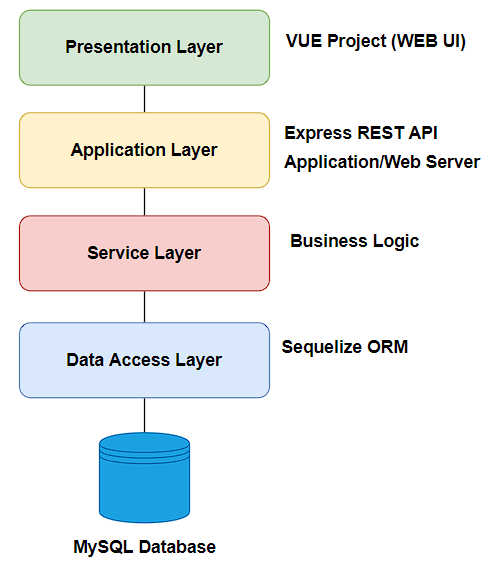 Presentation Layer
VUE Project (WEB UI)
Application Layer
Express REST API
Application/Web Server
Service Layer
Business Logic
Data Access Layer
Sequelize ORM
MySQL Database